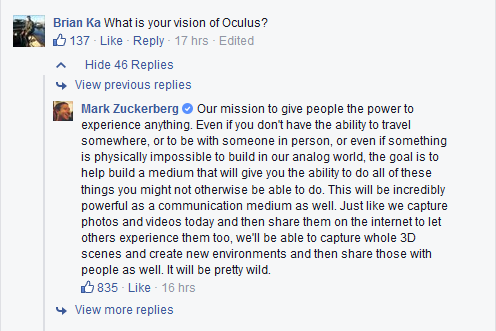 Brian Ka What is your vision of Oculus?
137 · Like · Reply · 17 hrs · Edited
Hide 46 Replies
View previous replies
Mark Zuckerberg Our mission to give people the power to
experience anything. Even if you don't have the ability to travel
somewhere, or to be with someone in person, or even if something
is physically impossible to build in our analog world, the goal is to
help build a medium that will give you the ability to do all of these
things you might not otherwise be able to do. This will be incredibly
powerful as a communication medium as well. Just like we capture
photos and videos today and then share them on the internet to let
others experience them too, we'll be able to capture whole 3D
scenes and create new environments and then share those with
people as well. It will be pretty wild.
835 · Like · 16 hrs
View more replies